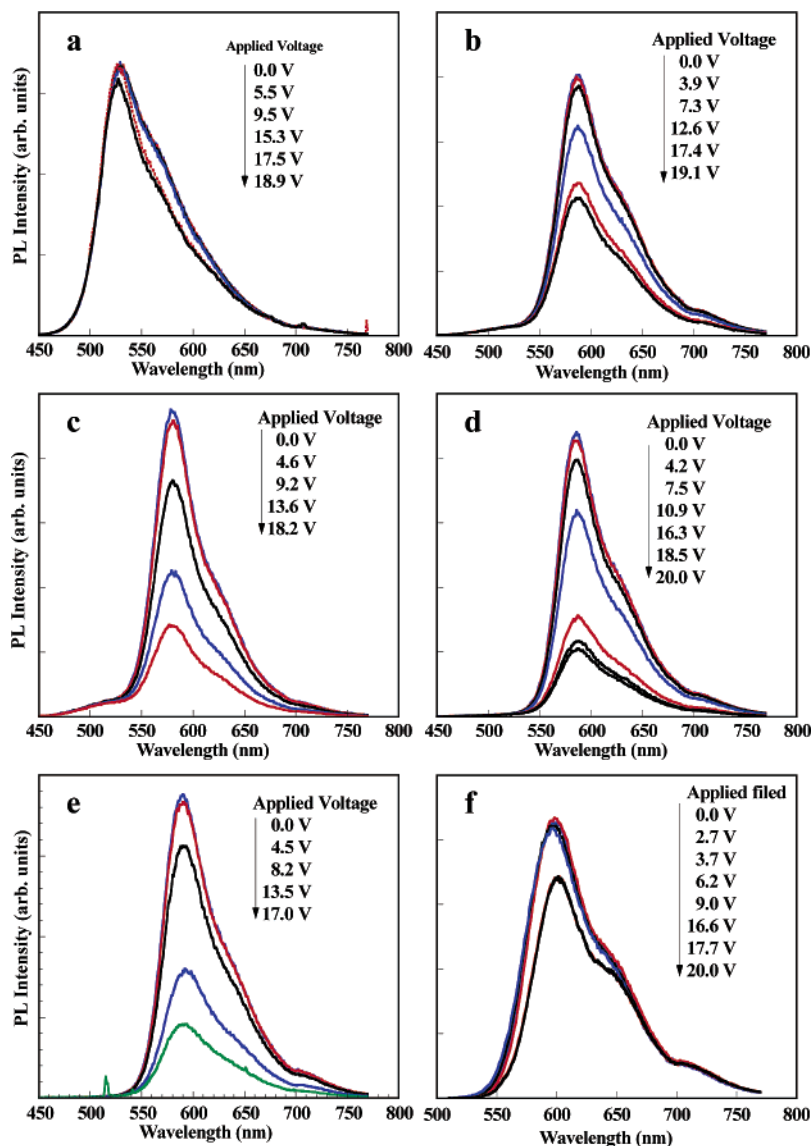 a
Applied Voltage
0.0 V
5.5 V
9.5 V
15.3 V
17.5 V
18.9 V
PL Intensity (arb. units)
450 500 550 600 650 700 750 800
Wavelength (nm)
b
Applied Voltage
0.0 V
3.9 V
7.3 V
12.6 V
17.4 V
19.1 V
450 500 550 600 650 700 750 800
Wavelength (nm)
c
Applied Voltage
0.0 V
4.6 V
9.2 V
13.6 V
18.2 V
PL Intensity (arb. units)
450 500 550 600 650 700 750 800
Wavelength (nm)
d
Applied Voltage
0.0 V
4.2 V
7.5 V
10.9 V
16.3 V
18.5 V
20.0 V
450 500 550 600 650 700 750 800
Wavelength (nm)
e
Applied Voltage
0.0 V
4.5 V
8.2 V
13.5 V
17.0 V
PL Intensity (arb. units)
450 500 550 600 650 700 750 800
Wavelength (nm)
f
Applied filed
0.0 V
2.7 V
3.7 V
6.2 V
9.0 V
16.6 V
17.7 V
20.0 V
500 550 600 650 700 750 800
Wavelength (nm)